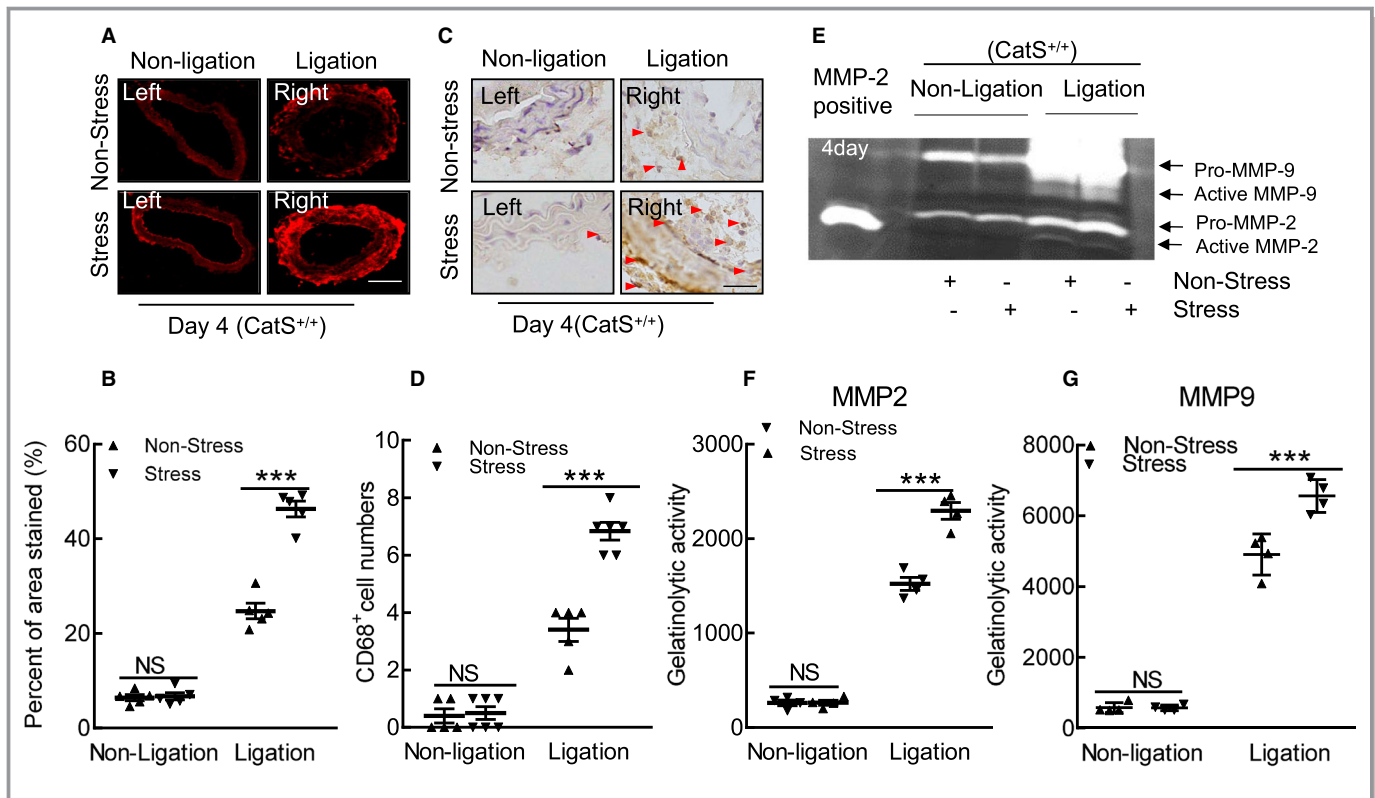 A
Non-ligation Ligation
Non-Stress
Left Right
Stress
Left Right
Day 4 (CatS+/+)
C
Non-ligation Ligation
Non-stress
Left Right
Stress
Left Right
Day 4(CatS+/+)
E
(CatS+/+)
MMP-2
positive
Non-Ligation Ligation
4day
Pro-MMP-9
Active MMP-9
Pro-MMP-2
Active MMP-2
+ - + - Non-Stress
- + - + Stress
B
Percent of area stained (%)
Non-Stress
Stress
60
40
20
0
NS
***
Non-Ligation Ligation
D
CD68+ cell numbers
Non-Stress
Stress
10
8
6
4
2
0
NS
***
Non-ligation Ligation
F
MMP2
Gelatinolytic activity
Non-Stress
Stress
3000
2000
1000
0
NS
***
Non-ligation Ligation
G
MMP9
Gelatinolytic activity
Non-Stress
Stress
8000
6000
4000
2000
0
NS
***
Non-ligation Ligation